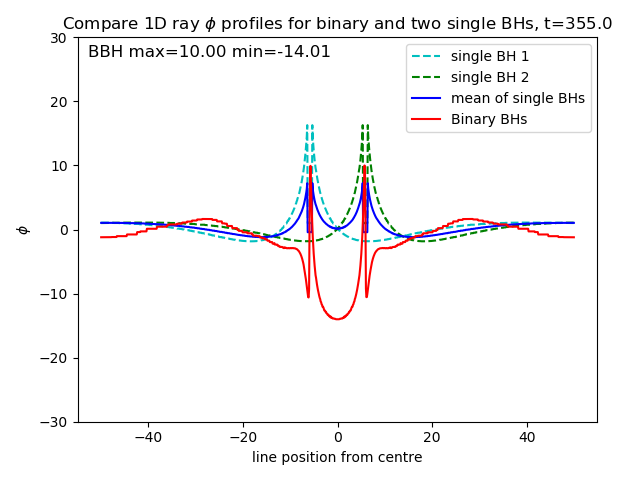 Compare 1D ray ϕ profiles for binary and two single BHs, t=355.0
BBH max=10.00 min=-14.01
single BH 1
single BH 2
mean of single BHs
Binary BHs
30
20
10
0
−10
−20
−30
ϕ
−40
−20
0
20
40
line position from centre